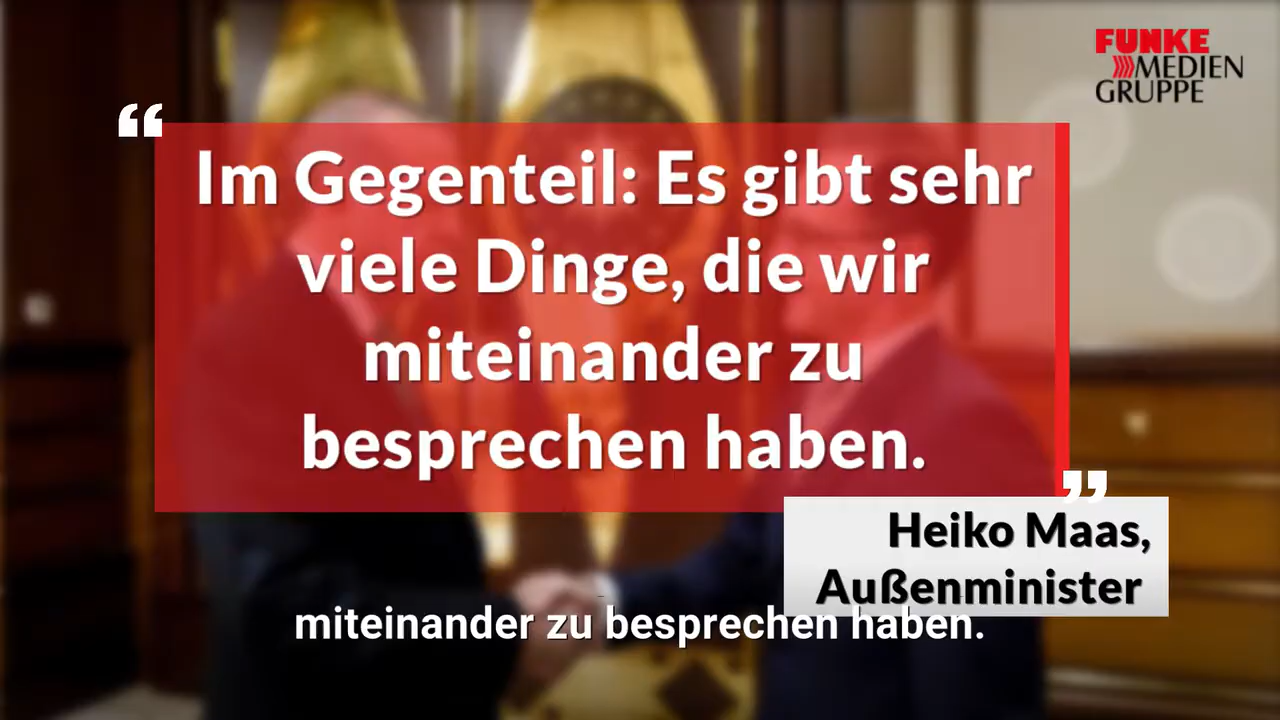 FUNKE
MEDIEN
GRUPPE
“
Im Gegenteil: Es gibt sehr
viele Dinge, die wir
miteinander zu
besprechen haben.
”
Heiko Maas,
Außenminister
miteinander zu besprechen haben.